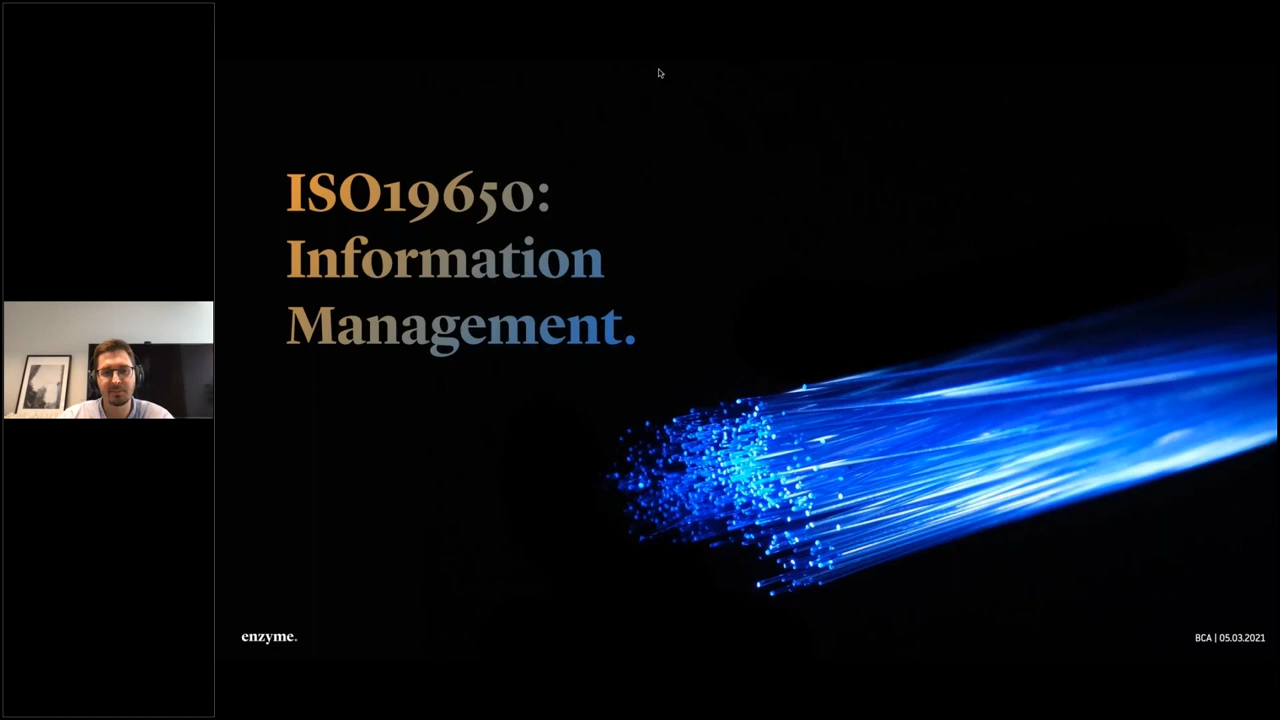 ISO19650:
Information
Management.
enzyme.
BCA | 05.03.2021